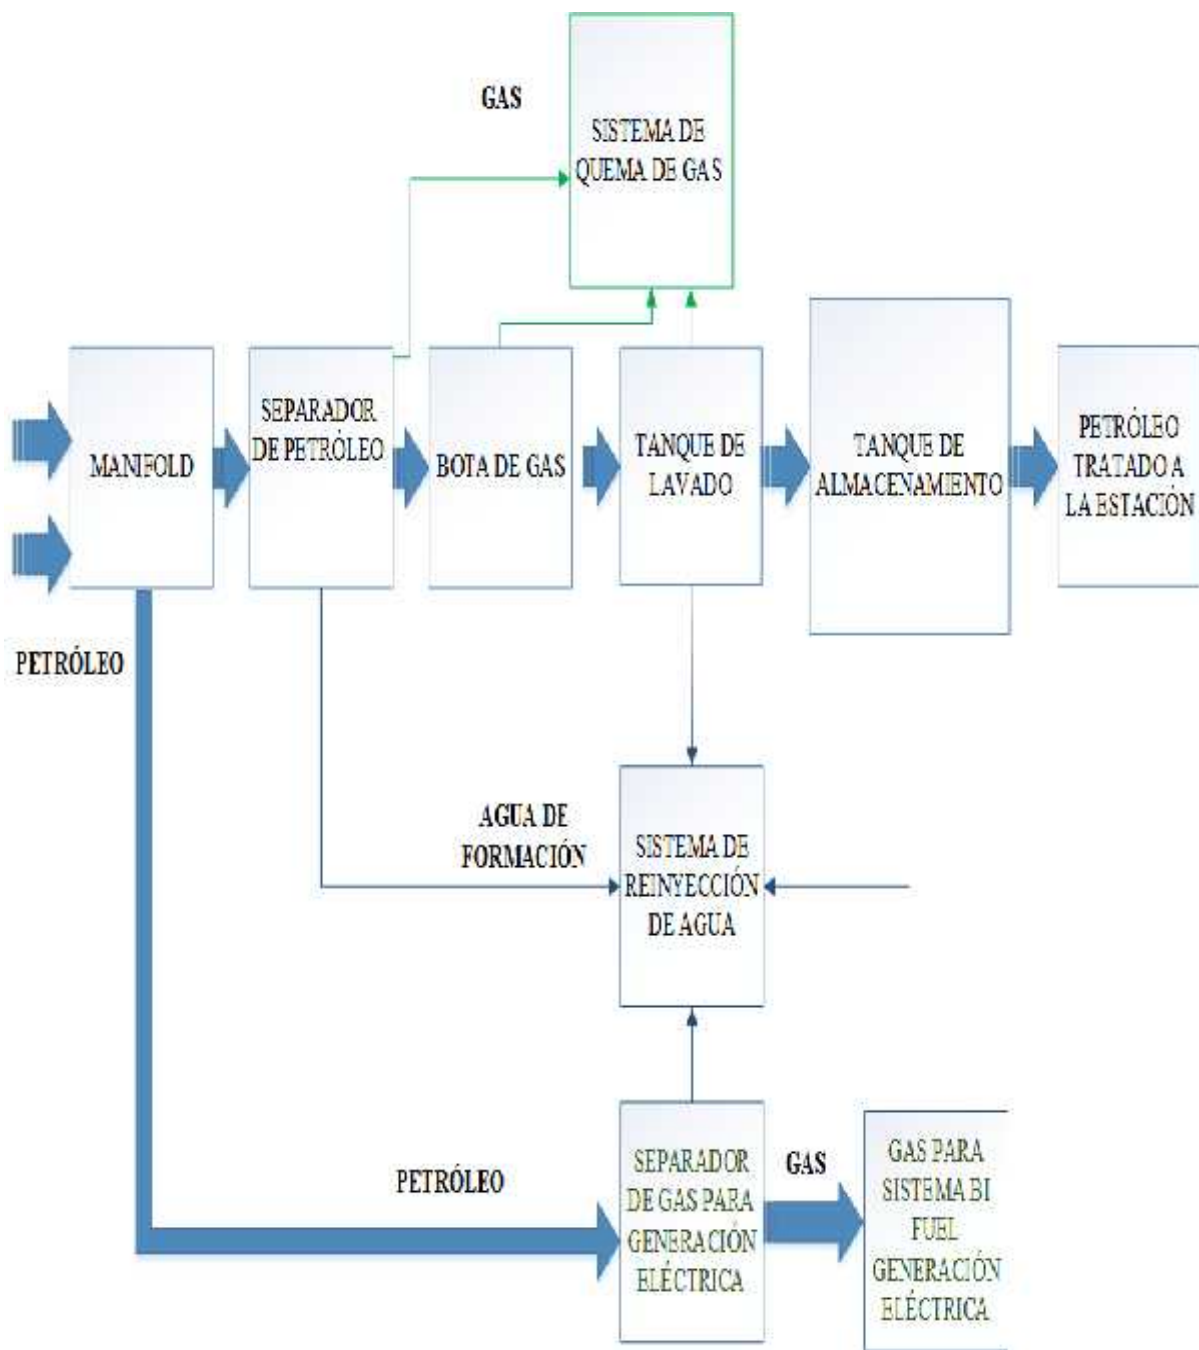 GAS
SISTEMA DE
QUEMA DE GAS
MANIFOLD
SEPARADOR
DE PETRÓLEO
BOTA DE GAS
TANQUE DE
LAVADO
TANQUE DE
ALMACENAMIENTO
PETRÓLEO
TRATADO A
LA ESTACIÓN
PETRÓLEO
AGUA DE
FORMACIÓN
SISTEMA DE
REINYECCIÓN
DE AGUA
PETRÓLEO
SEPARADOR
DE GAS PARA
GENERACIÓN
ELÉCTRICA
GAS
GAS PARA
SISTEMA BI
FUEL
GENERACIÓN
ELÉCTRICA